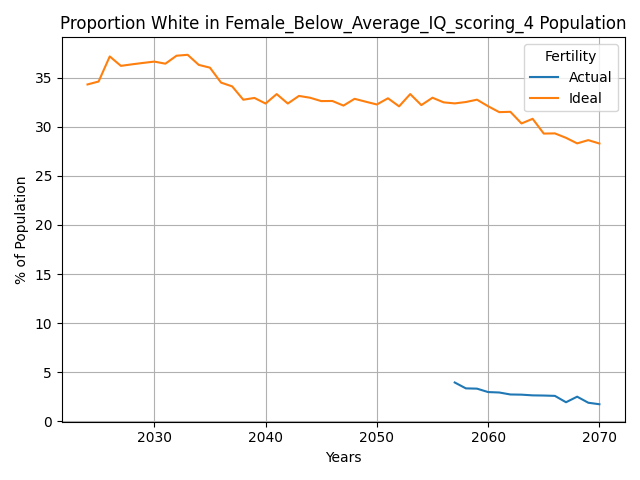 Proportion White in Female_Below_Average_IQ_scoring_4 Population
Fertility
Actual
Ideal
% of Population
35
30
25
20
15
10
5
0
2030 2040 2050 2060 2070
Years